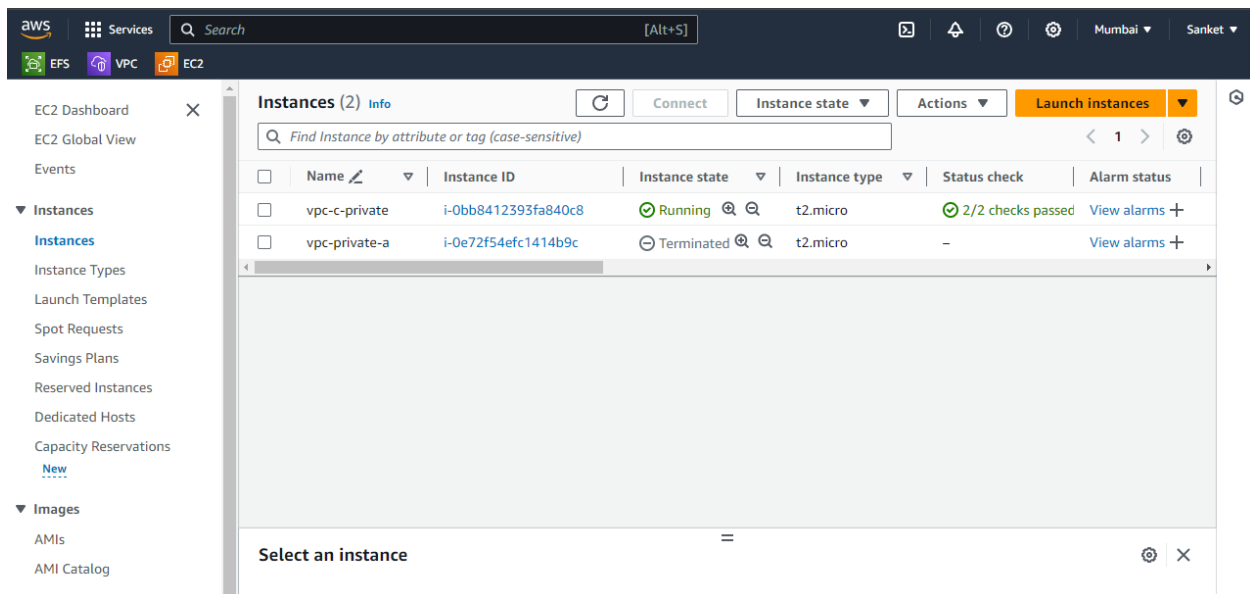 aws Services Search [Alt+S] Mumbai Sanket
EFS VPC EC2
EC2 Dashboard
EC2 Global View
Events
Instances
Instances
Instance Types
Launch Templates
Spot Requests
Savings Plans
Reserved Instances
Dedicated Hosts
Capacity Reservations
New
Images
AMIs
AMI Catalog
Instances (2) Info Connect Instance state Actions Launch instances
Find Instance by attribute or tag (case-sensitive) 1
Name Instance ID Instance state Instance type Status check Alarm status
vpc-c-private i-0bb8412393fa840c8 Running t2.micro 2/2 checks passed View alarms +
vpc-private-a i-0e72f54efc1414b9c Terminated t2.micro – View alarms +
Select an instance